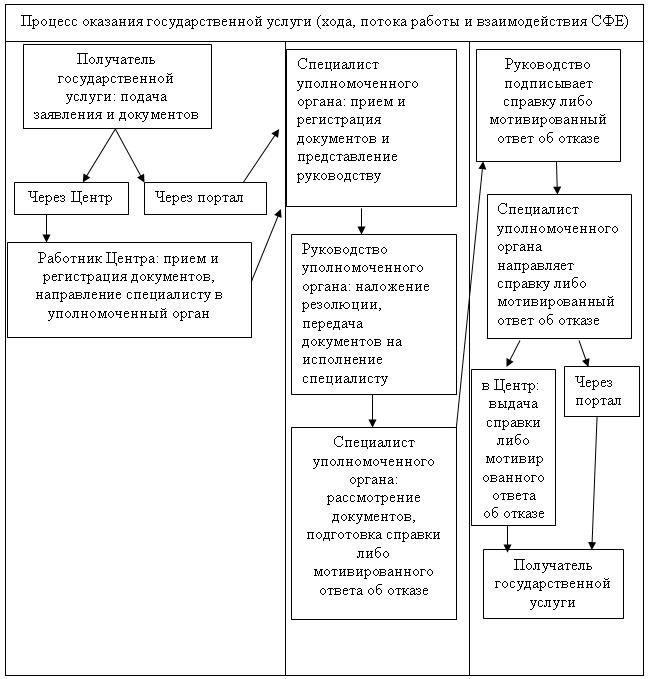 Процесс оказания государственной услуги (хода, потока работы и взаимодействия СФЕ)
Получатель
государственной
услуги: подача
заявления и документов
Через Центр
Через портал
Работник Центра: прием и
регистрация документов,
направление специалисту в
уполномоченный орган
Специалист
уполномоченного
органа: прием и
регистрация
документов и
представление
руководству
Руководство
уполномоченного
органа: наложение
резолюции,
передача
документов на
исполнение
специалисту
Специалист
уполномоченного
органа:
рассмотрение
документов,
подготовка справки
либо
мотивированного
ответа об отказе
Руководство
подписывает
справку либо
мотивированный
ответ об отказе
Специалист
уполномоченного
органа
направляет
справку либо
мотивированный
ответ об отказе
в Центр:
выдача
справки
либо
мотивир
ованного
ответа
об отказе
Через
портал
Получатель
государственной
услуги